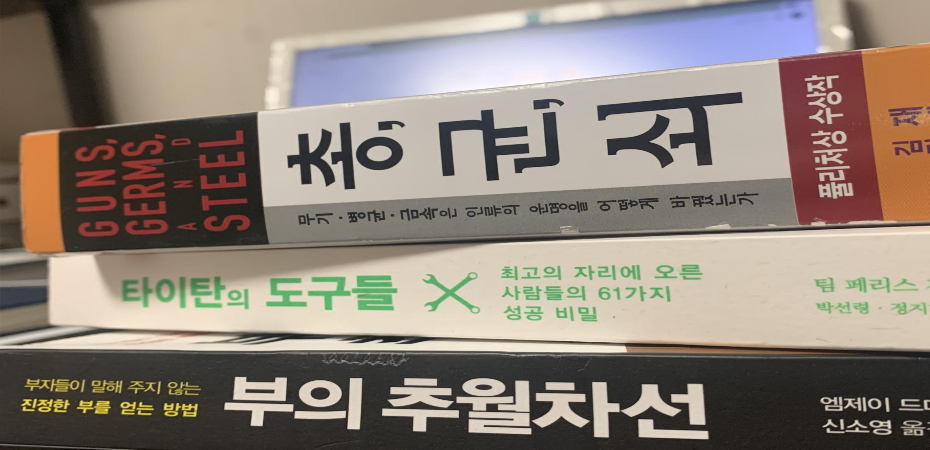 GUNS,
GERMS,
AND
STEEL
총, 균, 쇠
무기·병균·금속은 인류의 운명을 어떻게 바꿨는가
퓰리처상 수상작
타이탄의 도구들
최고의 자리에 오른
사람들의 61가지
성공 비밀
팀 페리스
박선령·정지
부자들이 말해 주지 않는
진정한 부를 얻는 방법
부의 추월차선
엠제이 드
신소영 옮